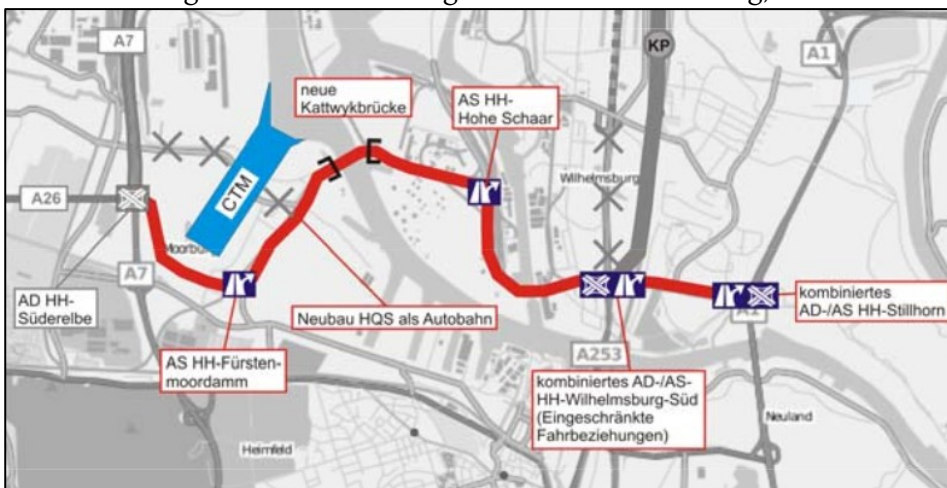 A7
A1
KP
neue
Kattwykbrücke
AS HH-
Hohe Schaar
CTM
Wilhelmsburg
A26
Moorburg
A7
AD HH-
Süderelbe
Neubau HQS als Autobahn
kombiniertes
AD-/AS HH-Stillhorn
A1
AS HH-Fürsten-
moordamm
A253
kombiniertes AD-/AS-
HH-Wilhelmsburg-Süd
(Eingeschränkte
Fahrbeziehungen)
Neuland
Heimfeld